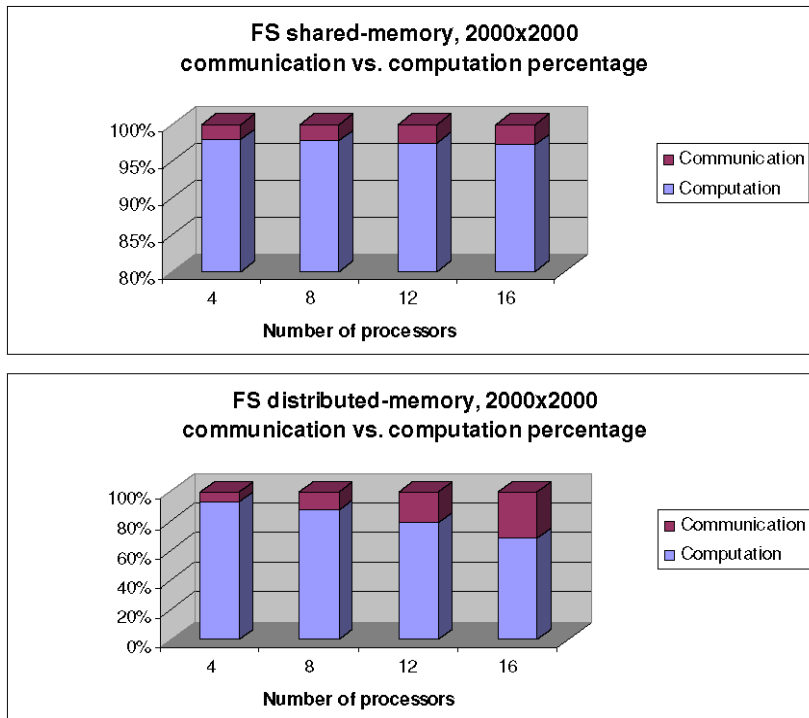 FS shared-memory, 2000x2000
communication vs. computation percentage
100%
95%
90%
85%
80%
4 8 12 16
Number of processors
Communication
Computation
FS distributed-memory, 2000x2000
communication vs. computation percentage
100%
80%
60%
40%
20%
0%
4 8 12 16
Number of processors
Communication
Computation